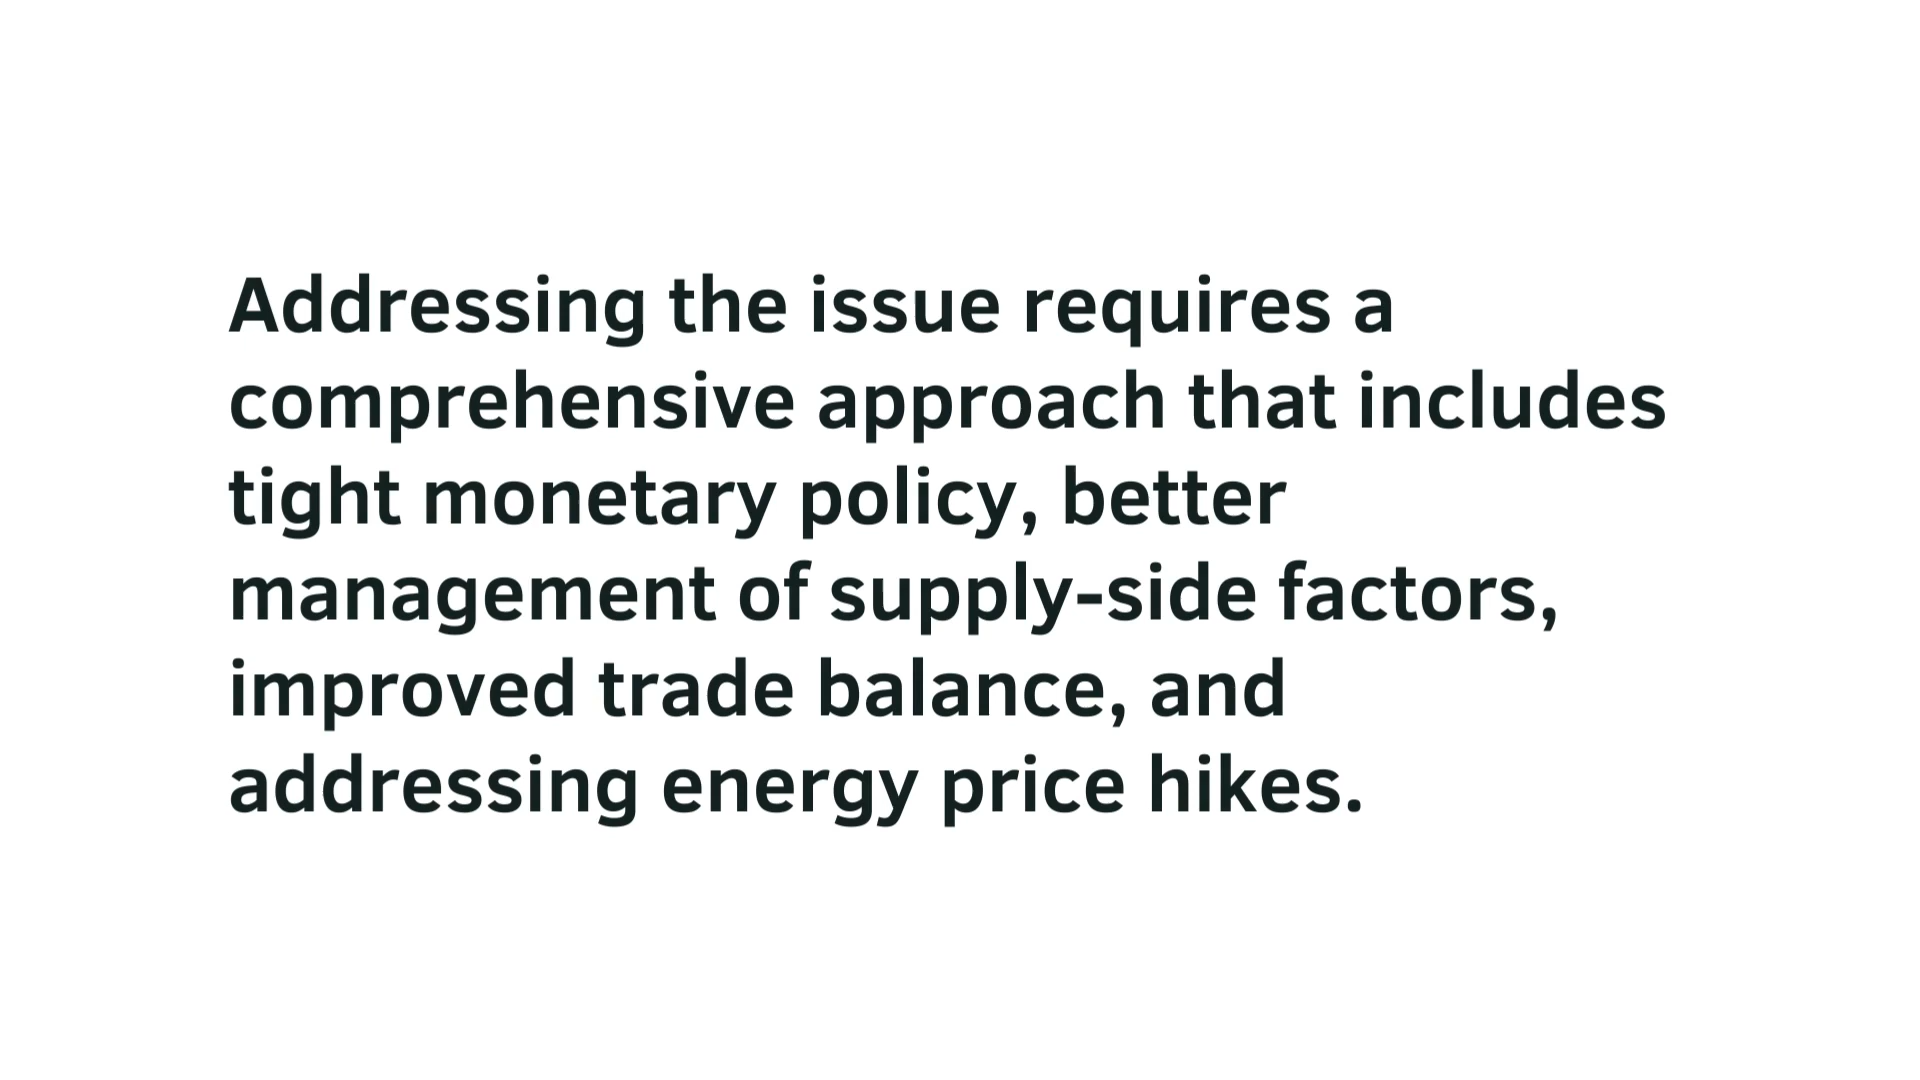 Addressing the issue requires a
comprehensive approach that includes
tight monetary policy, better
management of supply-side factors,
improved trade balance, and
addressing energy price hikes.